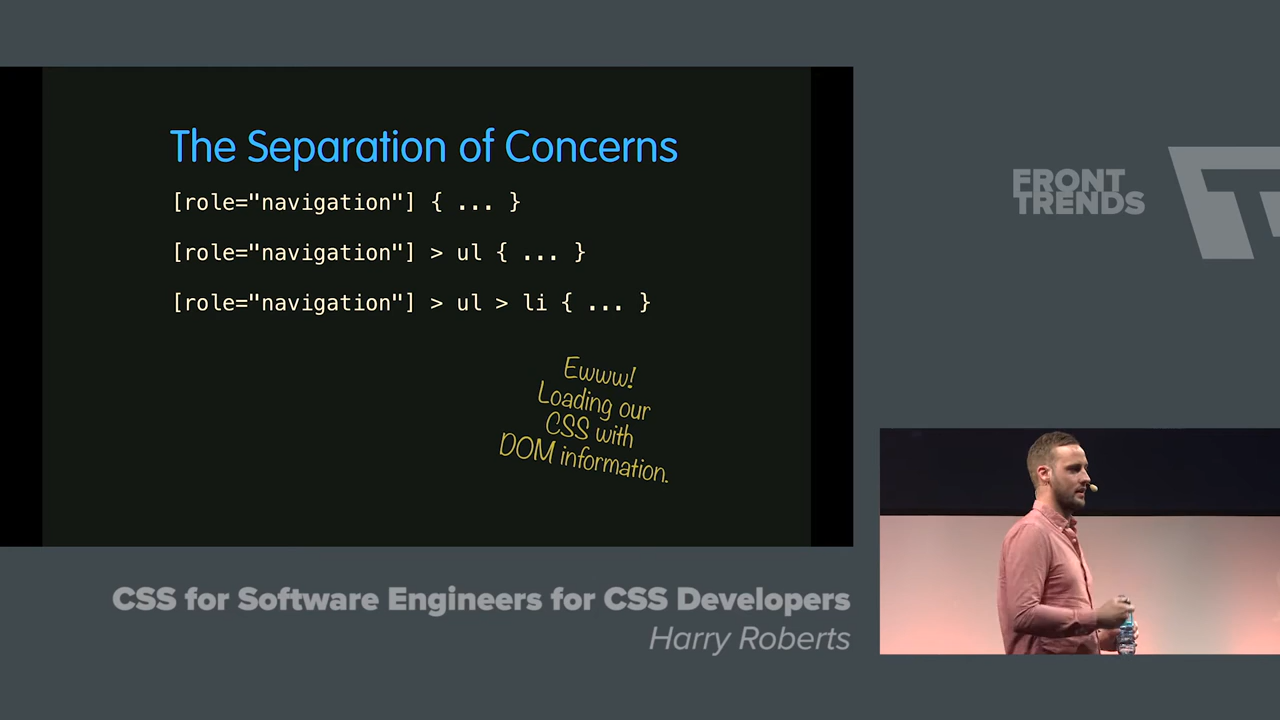 The Separation of Concerns
[role="navigation"] { ... }
[role="navigation"] > ul { ... }
[role="navigation"] > ul > li { ... }
Ewww!
Loading our
CSS with
DOM information.
FRONT
TRENDS
CSS for Software Engineers for CSS Developers
Harry Roberts